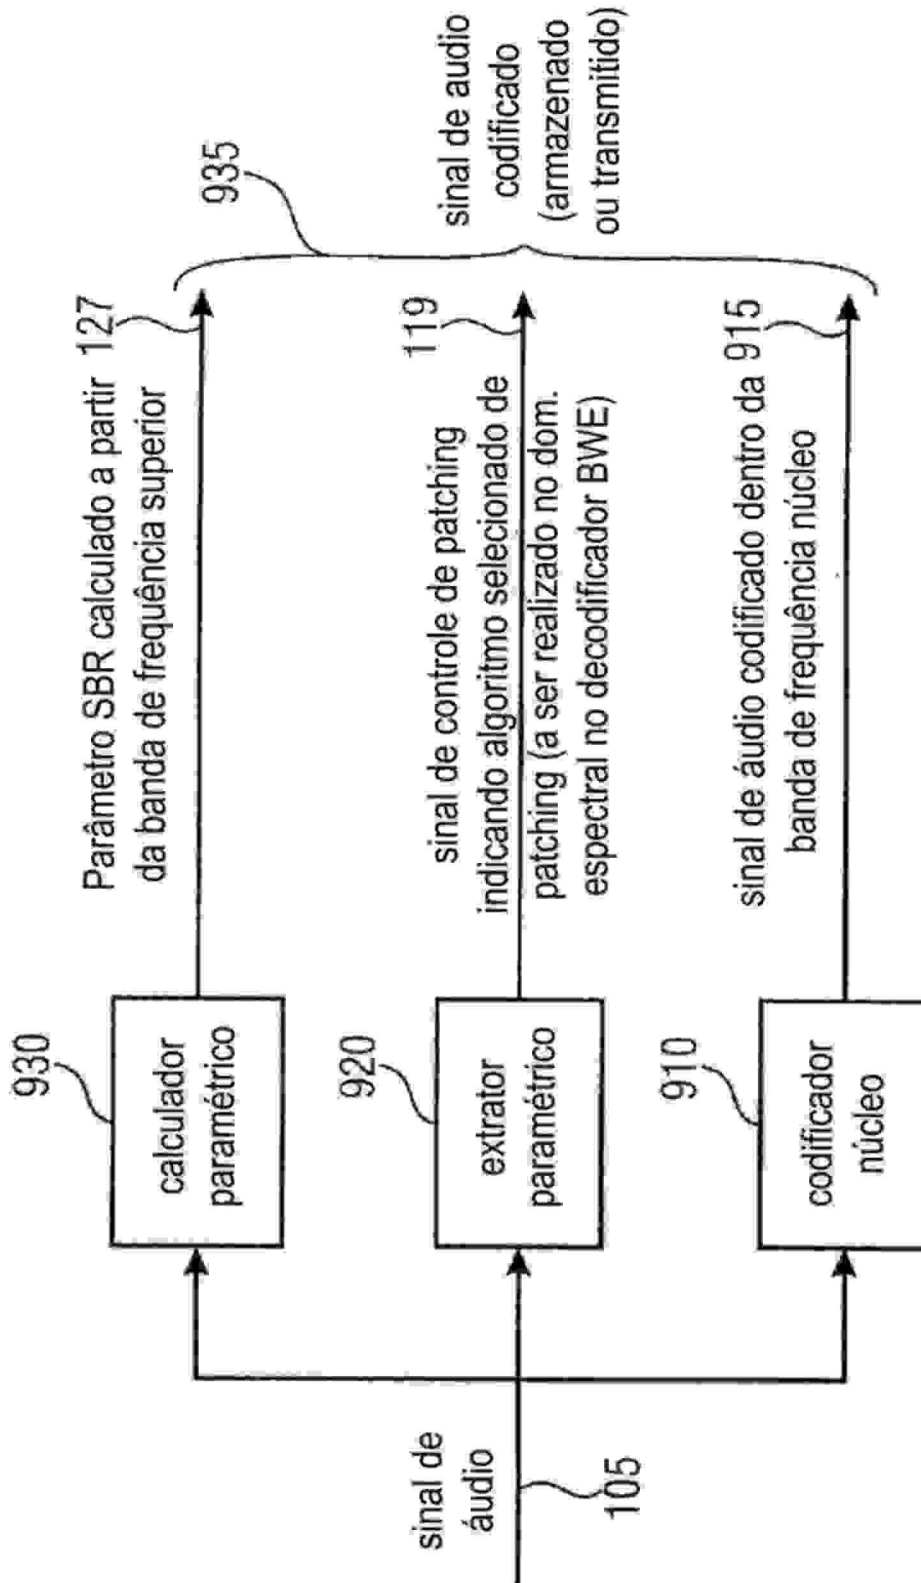 sinal de
áudio
105
930
calculador
paramétrico
Parâmetro SBR calculado a partir
da banda de frequência superior
127
920
extrator
paramétrico
sinal de controle de patching
indicando algoritmo selecionado de
patching (a ser realizado no dom.
espectral no decodificador BWE)
119
910
codificador
núcleo
sinal de áudio codificado dentro da
banda de frequência núcleo
915
935
sinal de audio
codificado
(armazenado
ou transmitido)